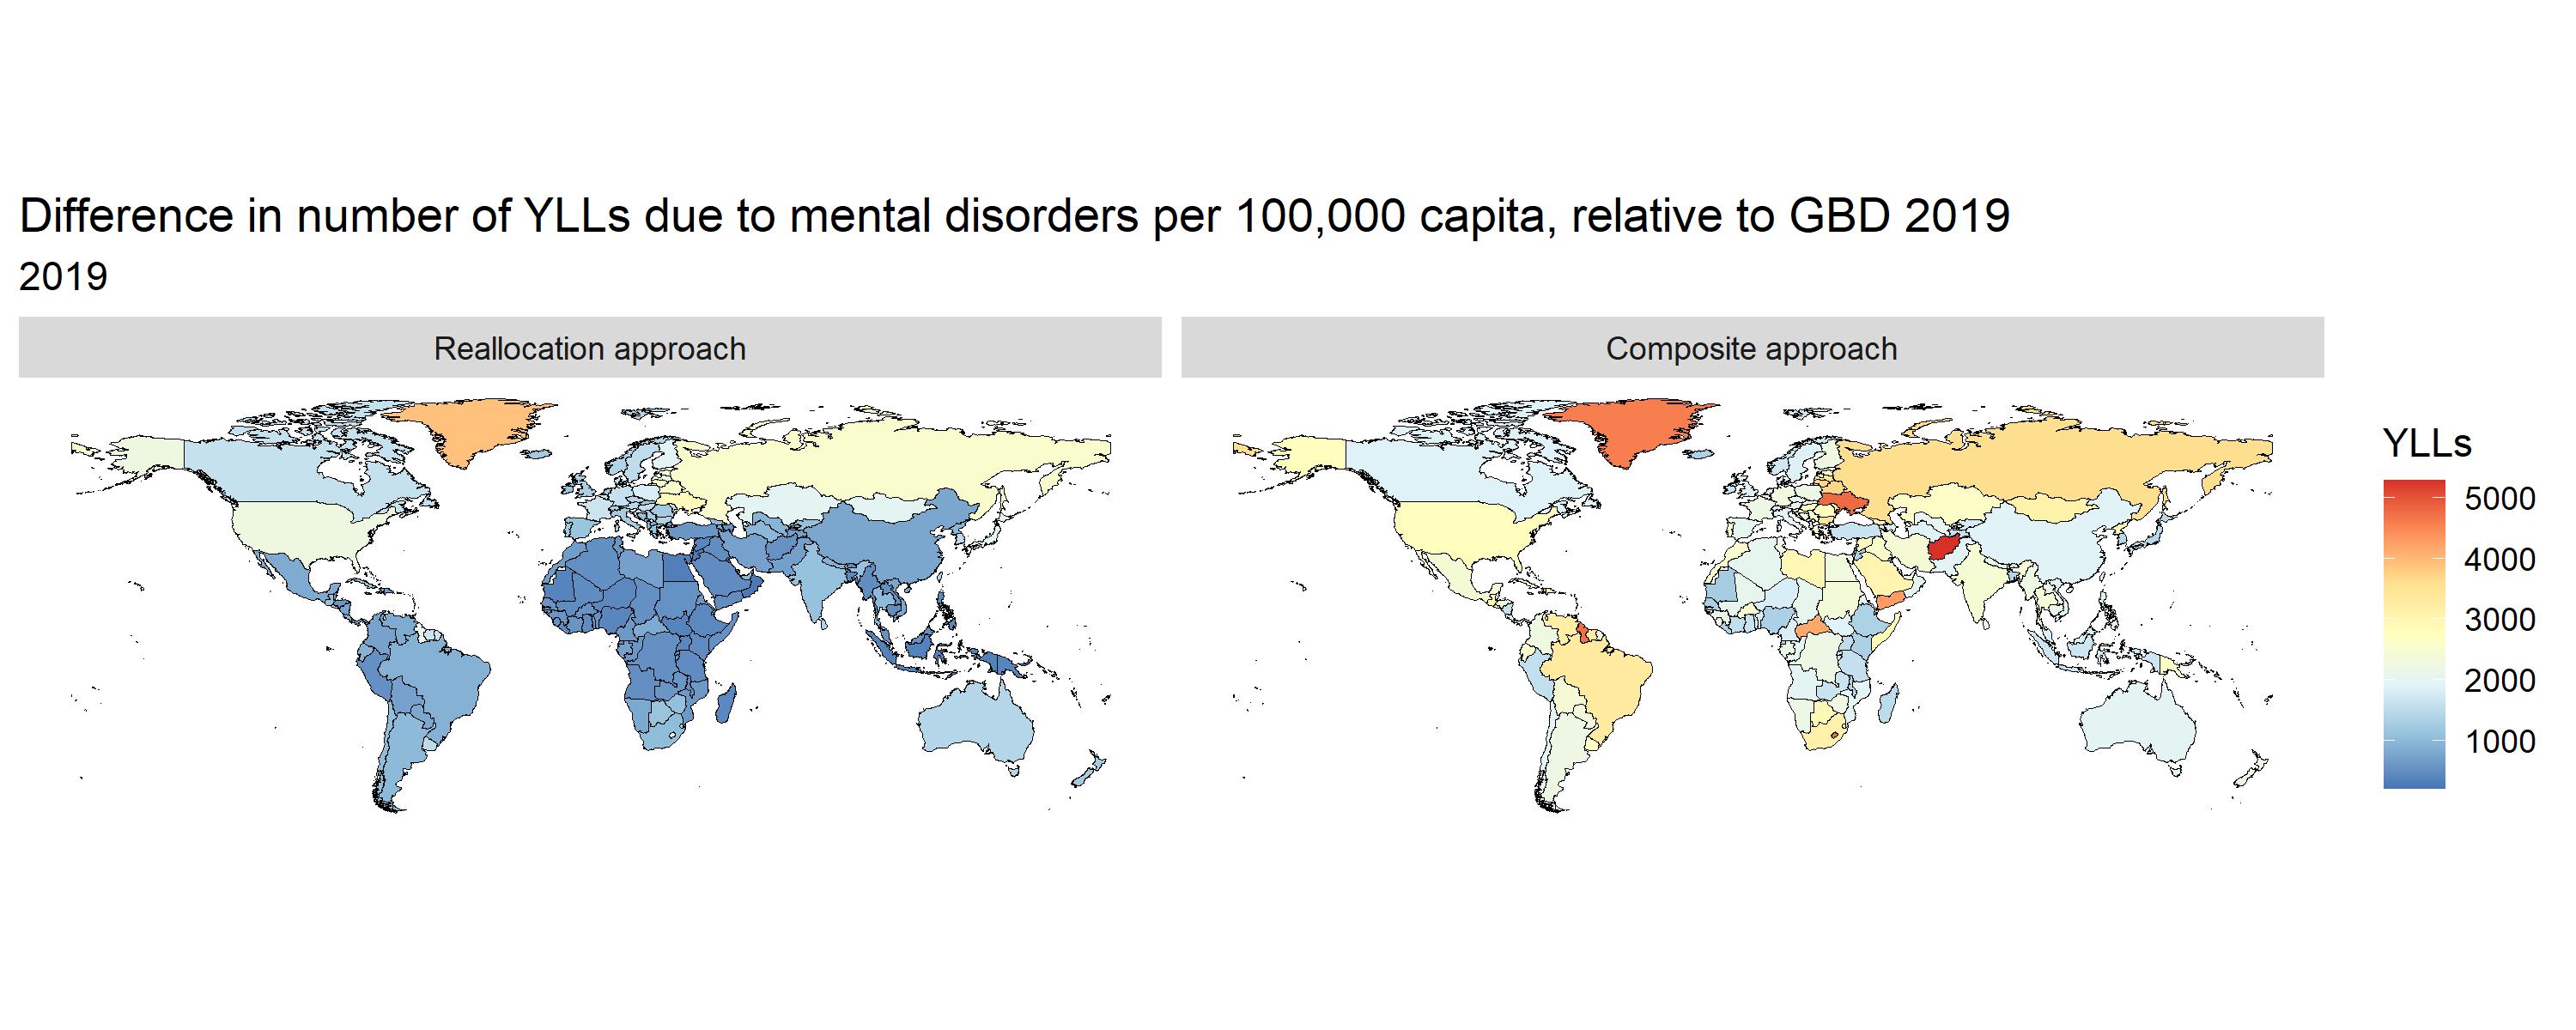 Difference in number of YLLs due to mental disorders per 100,000 capita, relative to GBD 2019
2019
Reallocation approach
Composite approach
YLLs
5000
4000
3000
2000
1000